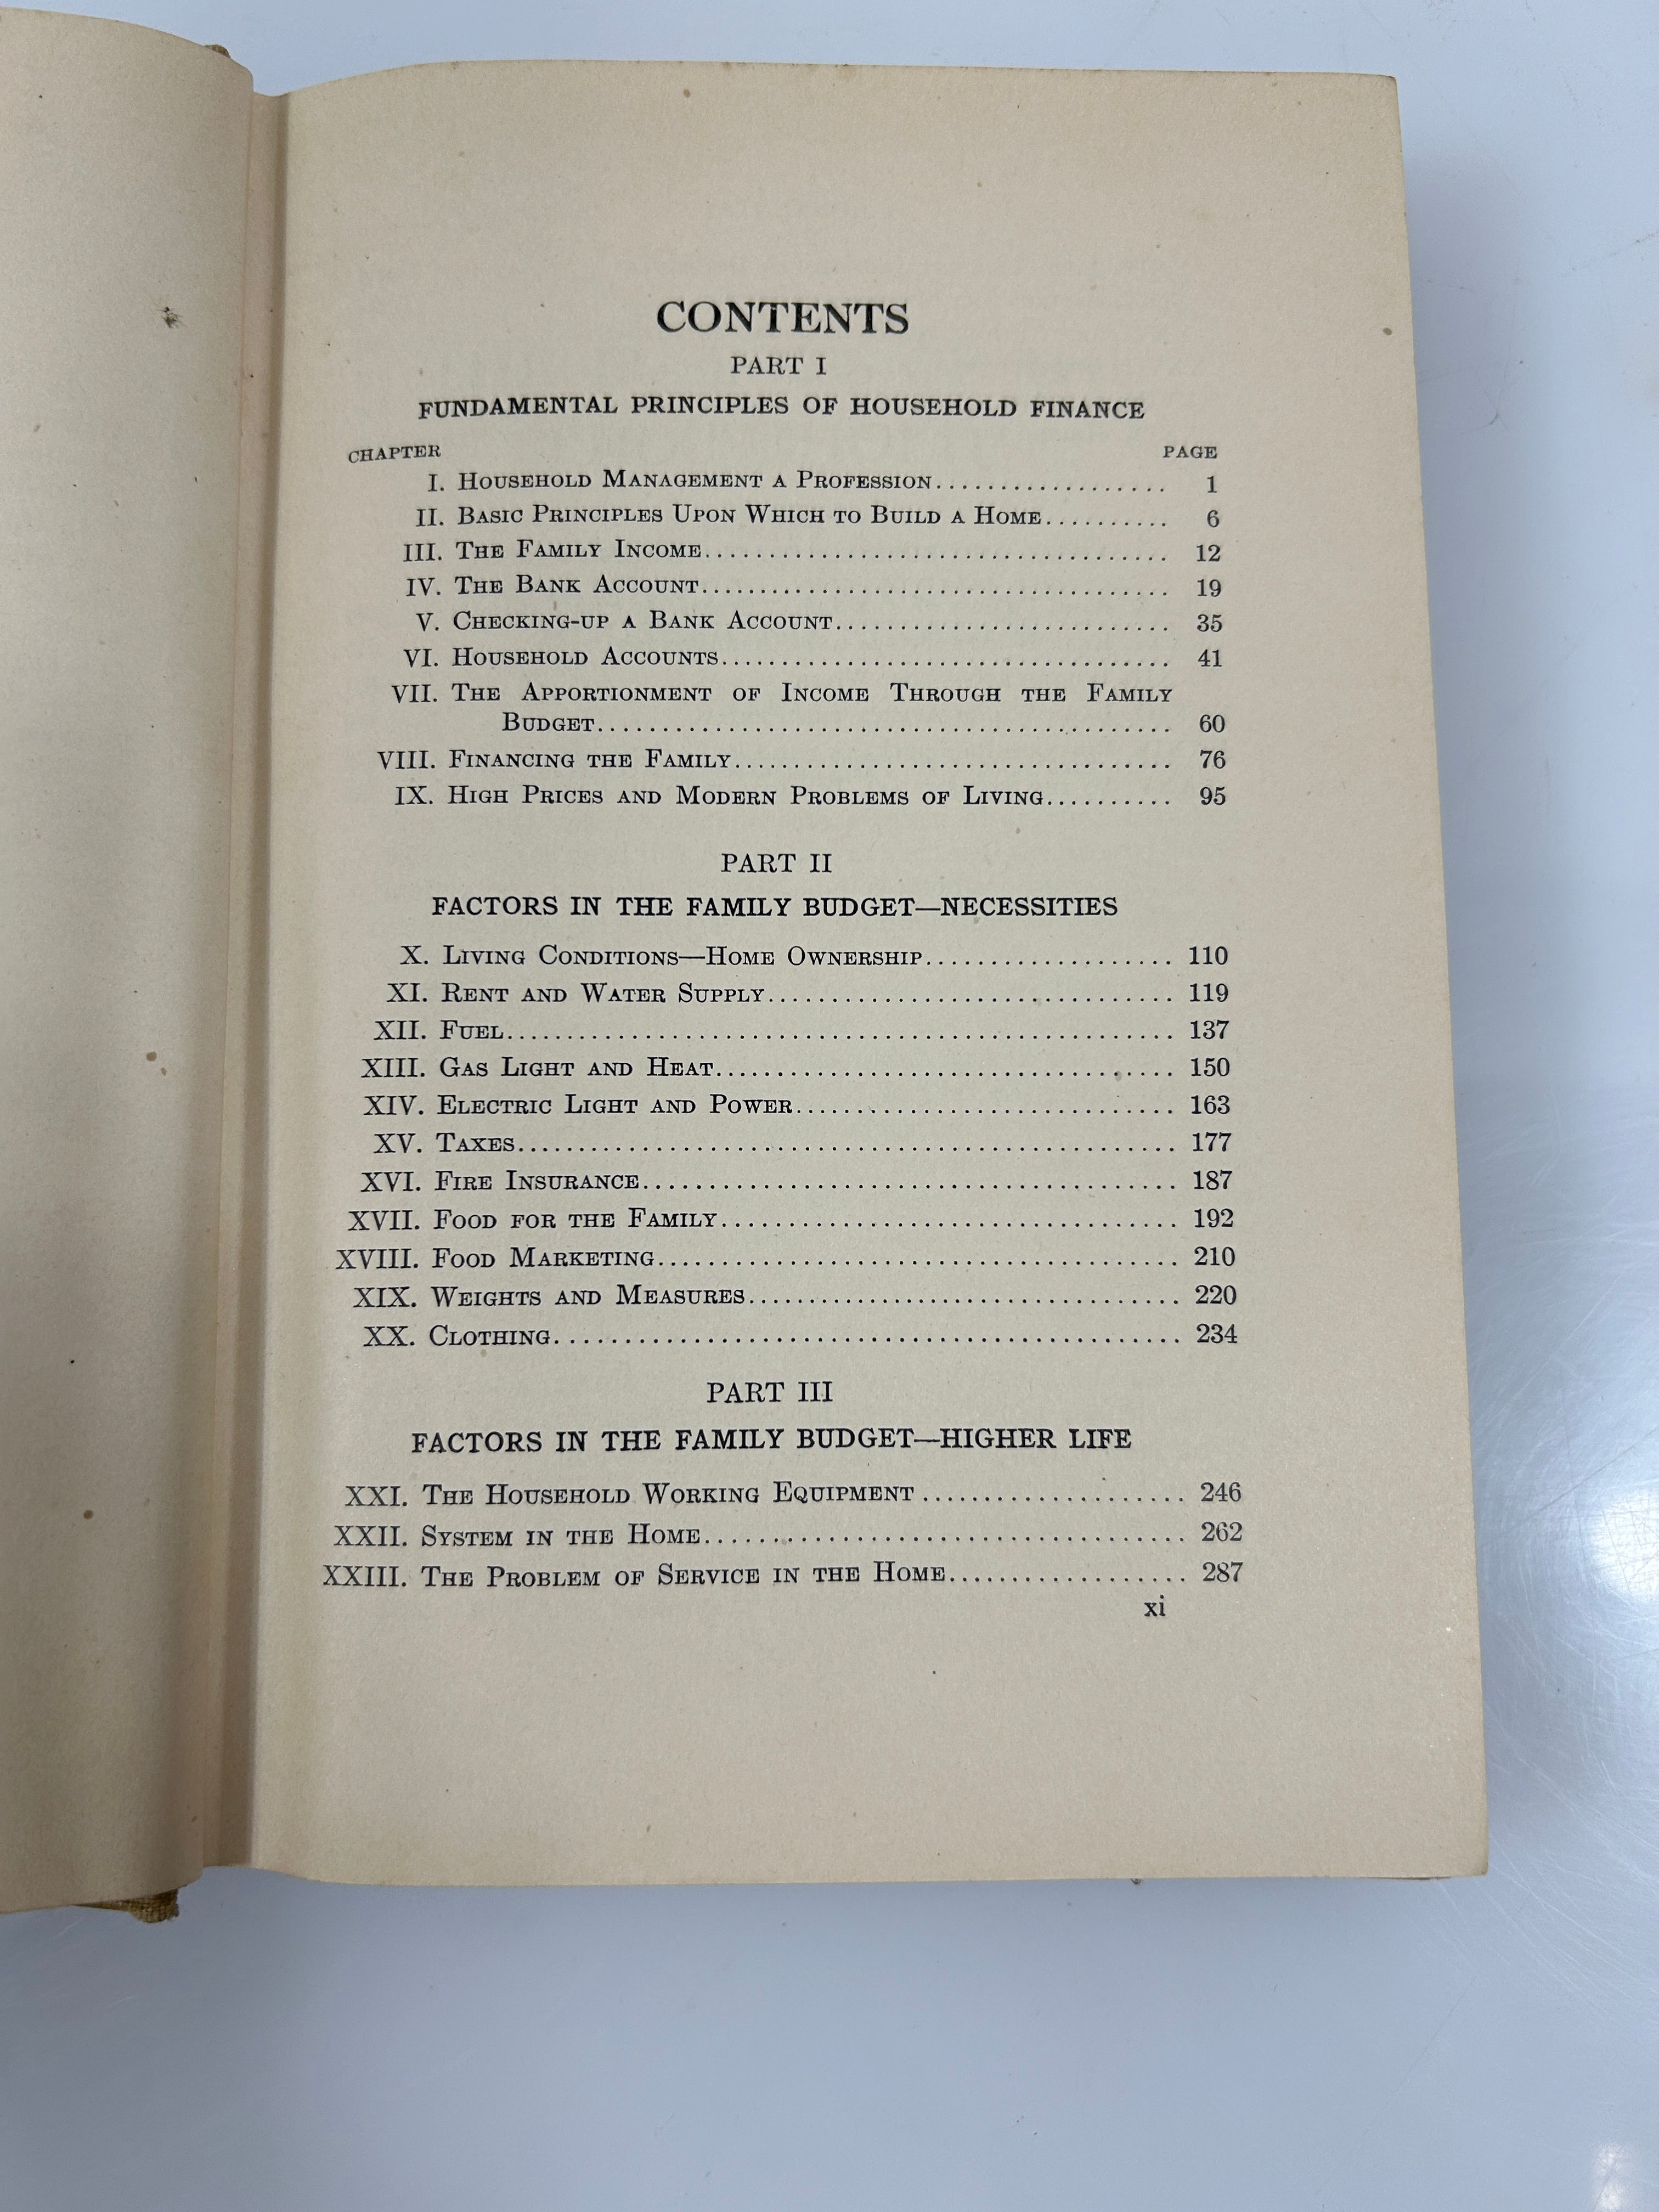 CONTENTS
PART I
FUNDAMENTAL PRINCIPLES OF HOUSEHOLD FINANCE
CHAPTER PAGE
I. Household Management a Profession.................. 1
II. Basic Principles Upon Which to Build a Home.......... 6
III. The Family Income.................................... 12
IV. The Bank Account..................................... 19
V. Checking-up a Bank Account.......................... 35
VI. Household Accounts................................... 41
VII. The Apportionment of Income Through the Family
Budget............................................. 60
VIII. Financing the Family.................................. 76
IX. High Prices and Modern Problems of Living.......... 95
PART II
FACTORS IN THE FAMILY BUDGET—NECESSITIES
X. Living Conditions—Home Ownership................... 110
XI. Rent and Water Supply............................... 119
XII. Fuel.................................................... 137
XIII. Gas Light and Heat................................... 150
XIV. Electric Light and Power............................. 163
XV. Taxes................................................... 177
XVI. Fire Insurance......................................... 187
XVII. Food for the Family................................... 192
XVIII. Food Marketing........................................ 210
XIX. Weights and Measures................................. 220
XX. Clothing................................................ 234
PART III
FACTORS IN THE FAMILY BUDGET—HIGHER LIFE
XXI. The Household Working Equipment .................... 246
XXII. System in the Home..................................... 262
XXIII. The Problem of Service in the Home.................. 287
xi